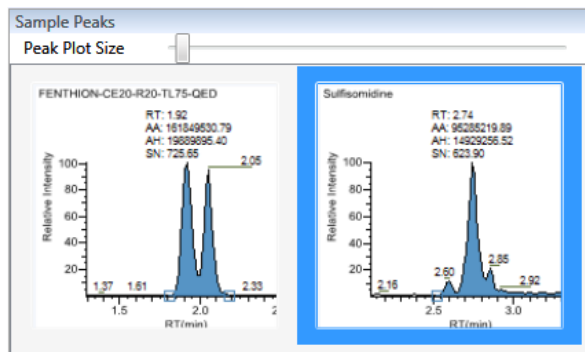 Sample Peaks
Peak Plot Size
FENTHION-CE20-R20-TL75-QED
RT: 1.92
AA: 161849530.79
AH: 19889895.40
SN: 725.65
100
80
60
40
20
Relative Intensity
2.05
1.37
1.61
2.33
1.5
2.0
2
RT(min)
Sulfisomidine
RT: 2.74
AA: 95285219.89
AH: 14929256.52
SN: 623.90
100
80
60
40
20
Relative Intensity
2.16
2.60
2.85
2.92
2.5
3.0
RT(min)